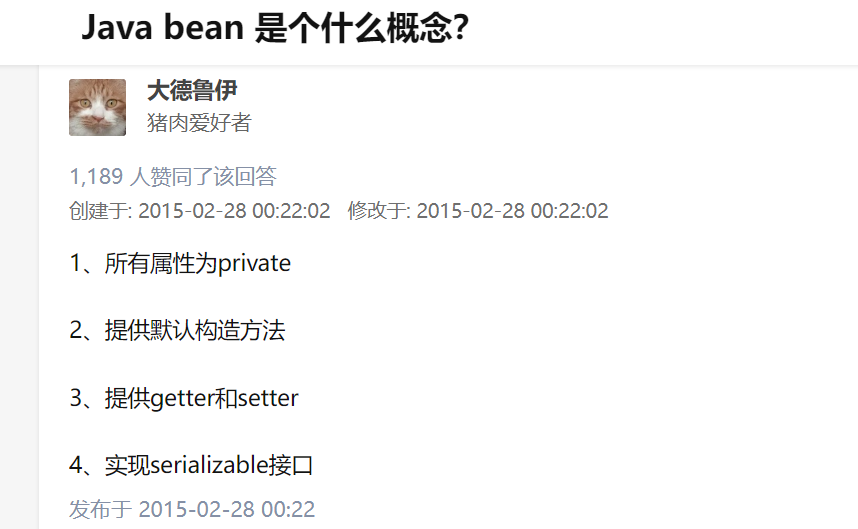 Java bean 是个什么概念?
大德鲁伊
猪肉爱好者
1,189 人赞同了该回答
创建于: 2015-02-28 00:22:02 修改于: 2015-02-28 00:22:02
1、所有属性为private
2、提供默认构造方法
3、提供getter和setter
4、实现serializable接口
发布于 2015-02-28 00:22